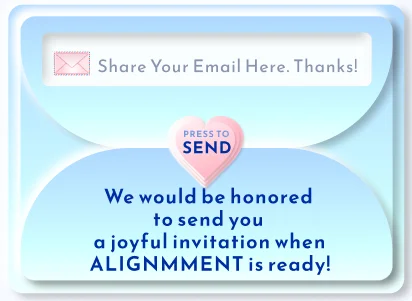 Share Your Email Here. Thanks!
PRESS TO
SEND
We would be honored
to send you
a joyful invitation when
ALIGNMMENT is ready!